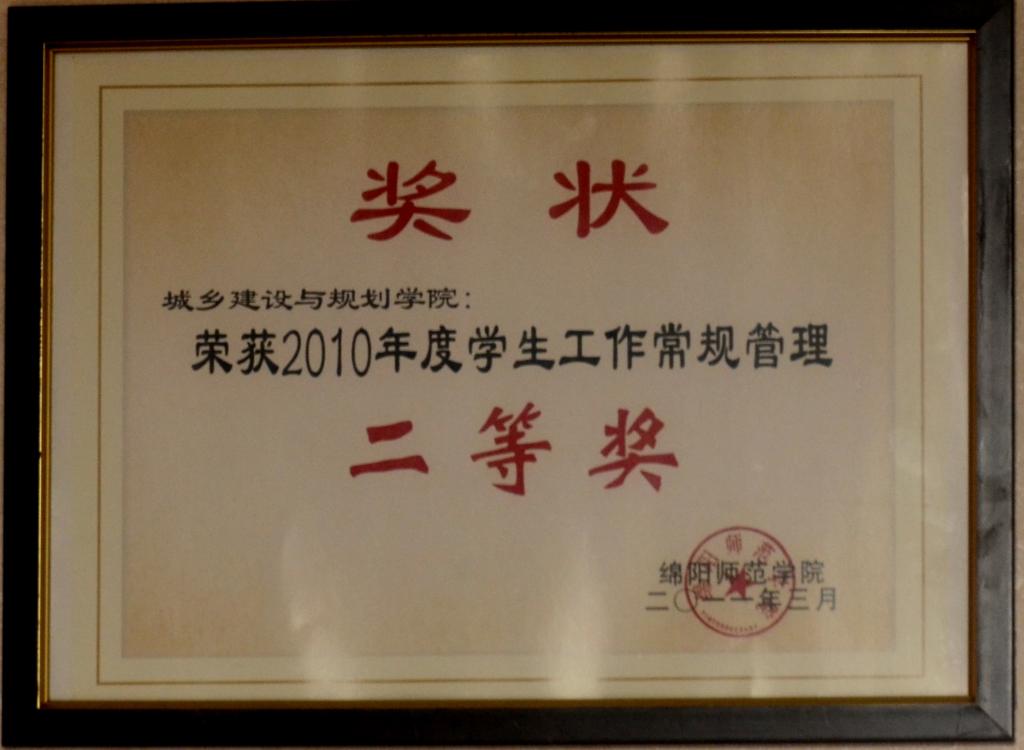 奖状
城乡建设与规划学院：
荣获2010年度学生工作常规管理
二等奖
绵阳师范学院
二〇一一年三月